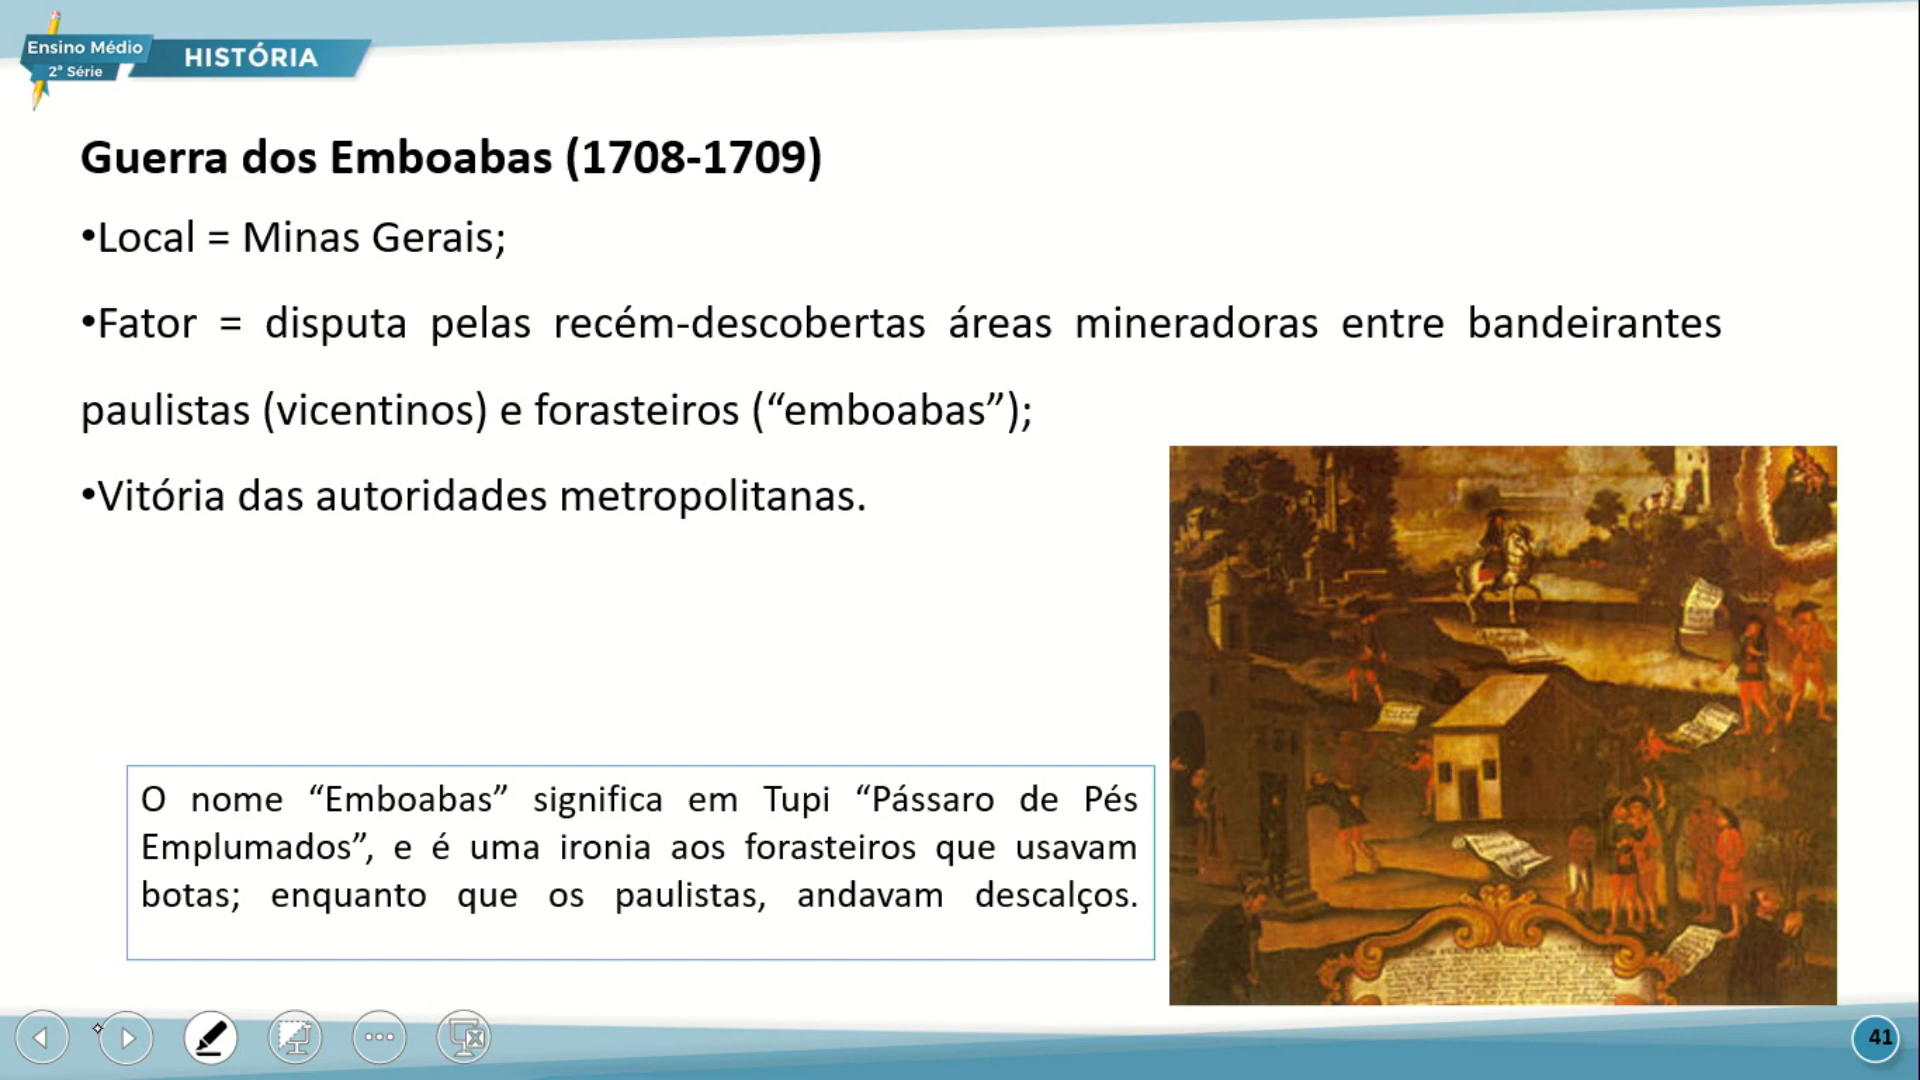 Ensino Médio
2ª Série
HISTÓRIA
Guerra dos Emboabas (1708-1709)
•Local = Minas Gerais;
•Fator = disputa pelas recém-descobertas áreas mineradoras entre bandeirantes
paulistas (vicentinos) e forasteiros (“emboabas”);
•Vitória das autoridades metropolitanas.
O nome “Emboabas” significa em Tupi “Pássaro de Pés
Emplumados”, e é uma ironia aos forasteiros que usavam
botas; enquanto que os paulistas, andavam descalços.
41